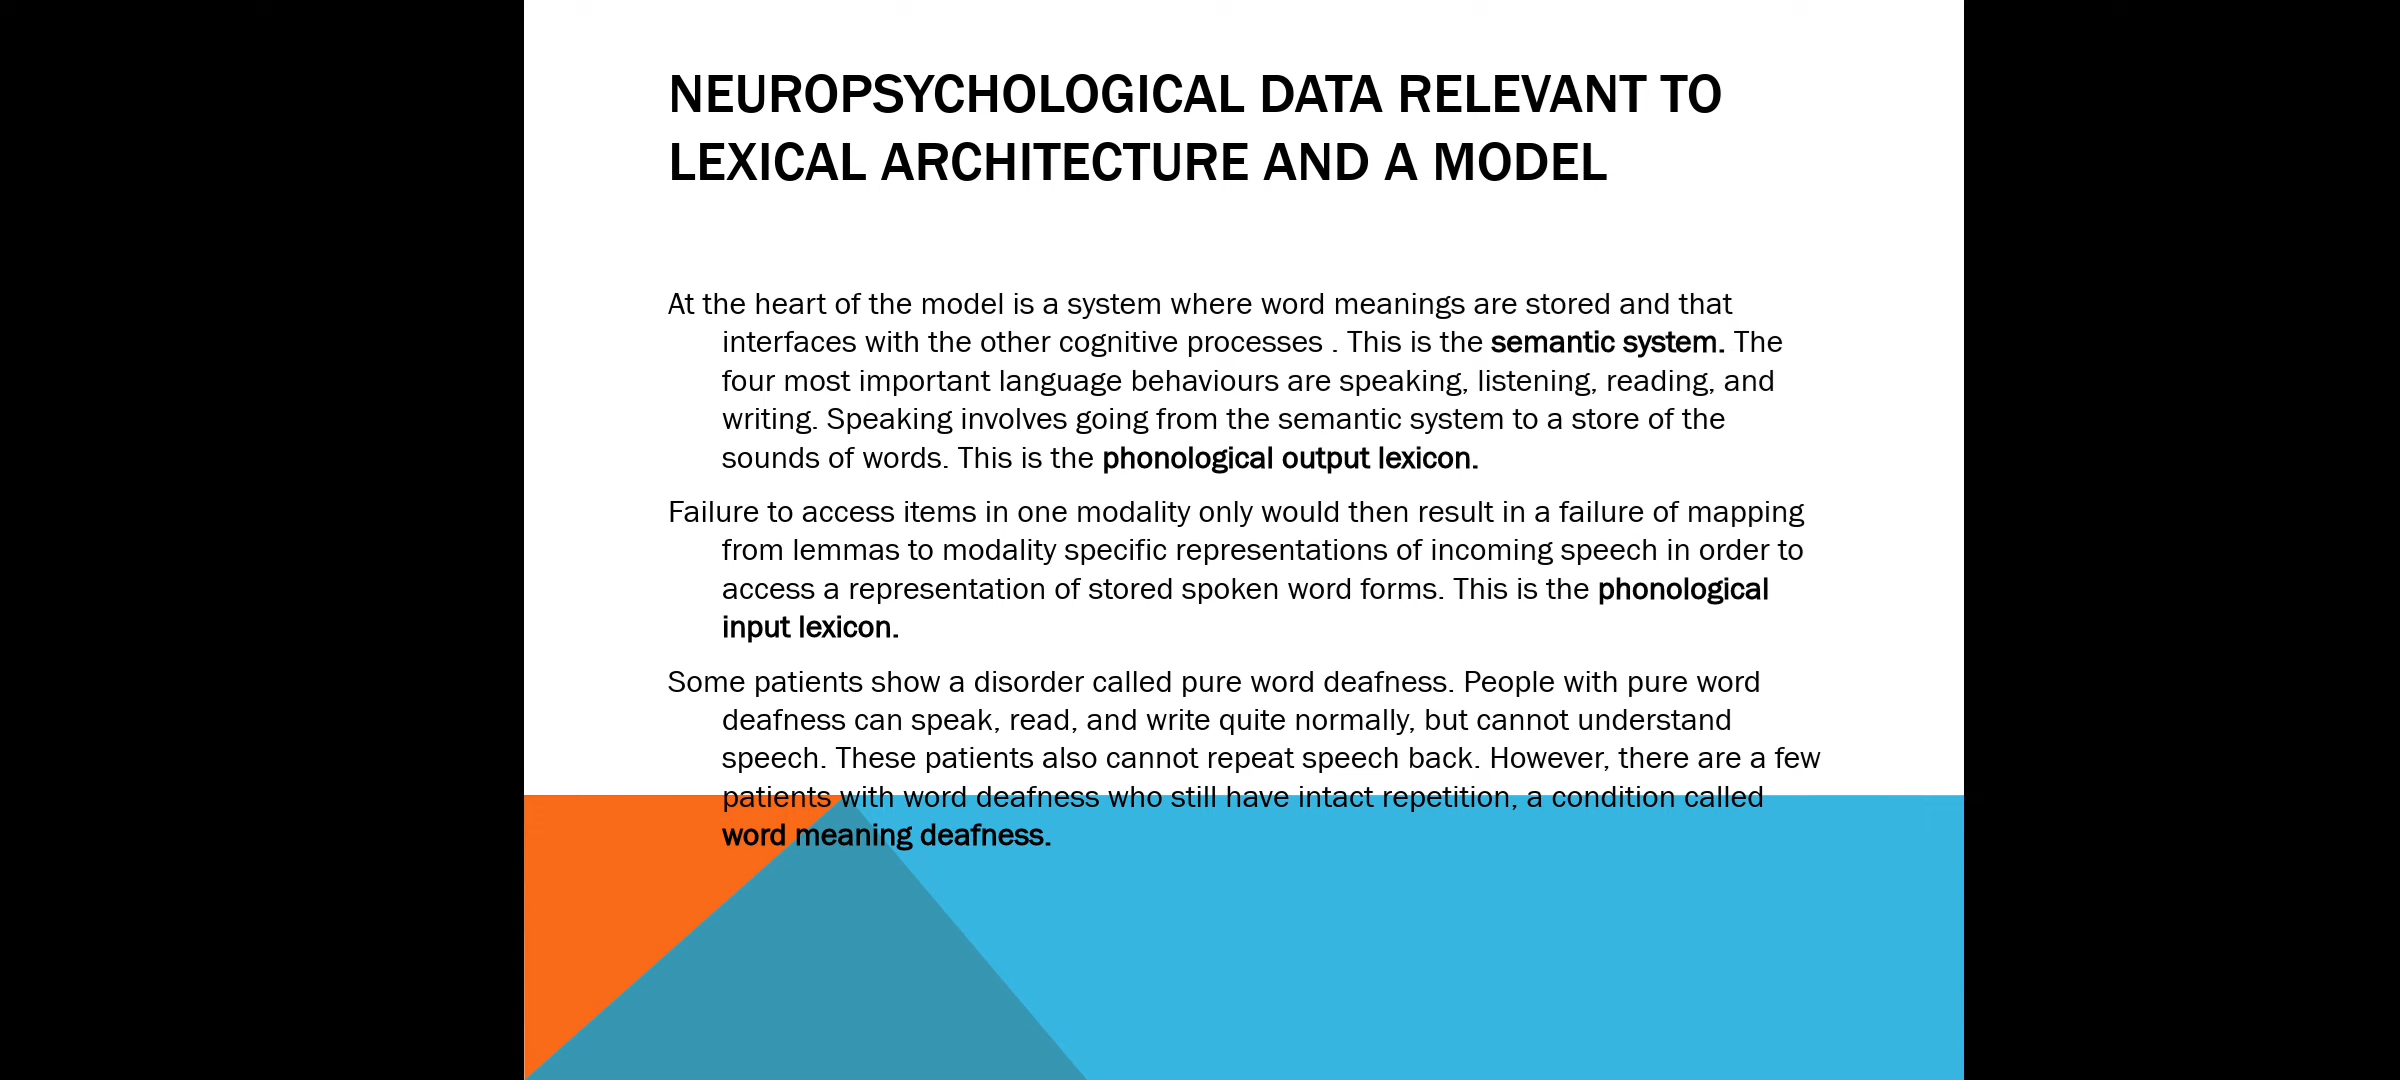 NEUROPSYCHOLOGICAL DATA RELEVANT TO
LEXICAL ARCHITECTURE AND A MODEL
At the heart of the model is a system where word meanings are stored and that
interfaces with the other cognitive processes . This is the semantic system. The
four most important language behaviours are speaking, listening, reading, and
writing. Speaking involves going from the semantic system to a store of the
sounds of words. This is the phonological output lexicon.
Failure to access items in one modality only would then result in a failure of mapping
from lemmas to modality specific representations of incoming speech in order to
access a representation of stored spoken word forms. This is the phonological
input lexicon.
Some patients show a disorder called pure word deafness. People with pure word
deafness can speak, read, and write quite normally, but cannot understand
speech. These patients also cannot repeat speech back. However, there are a few
patients with word deafness who still have intact repetition, a condition called
word meaning deafness.